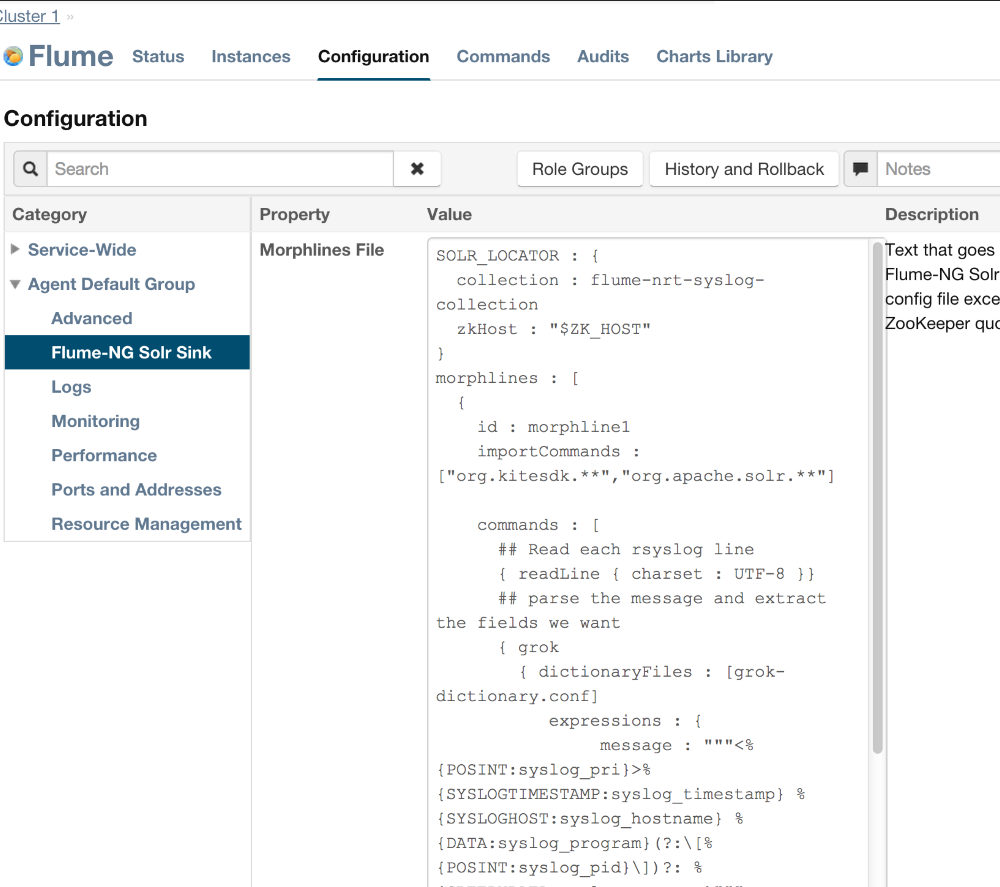 Cluster 1 »
Flume Status Instances Configuration Commands Audits Charts Library
Configuration
Search Role Groups History and Rollback Notes
Category Property Value Description
Service-Wide
Agent Default Group
Advanced
Flume-NG Solr Sink
Logs
Monitoring
Performance
Ports and Addresses
Resource Management
Morphlines File
SOLR_LOCATOR : {
  collection : flume-nrt-syslog-
collection
  zkHost : "$ZK_HOST"
}
morphlines : [
  {
    id : morphline1
    importCommands :
["org.kitesdk.**","org.apache.solr.**"]
    commands : [
      ## Read each rsyslog line
      { readLine { charset : UTF-8 }}
      ## parse the message and extract
the fields we want
      { grok
        { dictionaryFiles : [grok-
dictionary.conf]
           expressions : {
                message : """<%
{POSINT:syslog_pri}>%
{SYSLOGTIMESTAMP:syslog_timestamp} %
{SYSLOGHOST:syslog_hostname} %
{DATA:syslog_program}(?:\[%
{POSINT:syslog_pid}\])?: %
Text that goes
Flume-NG Solr
config file
ZooKeeper